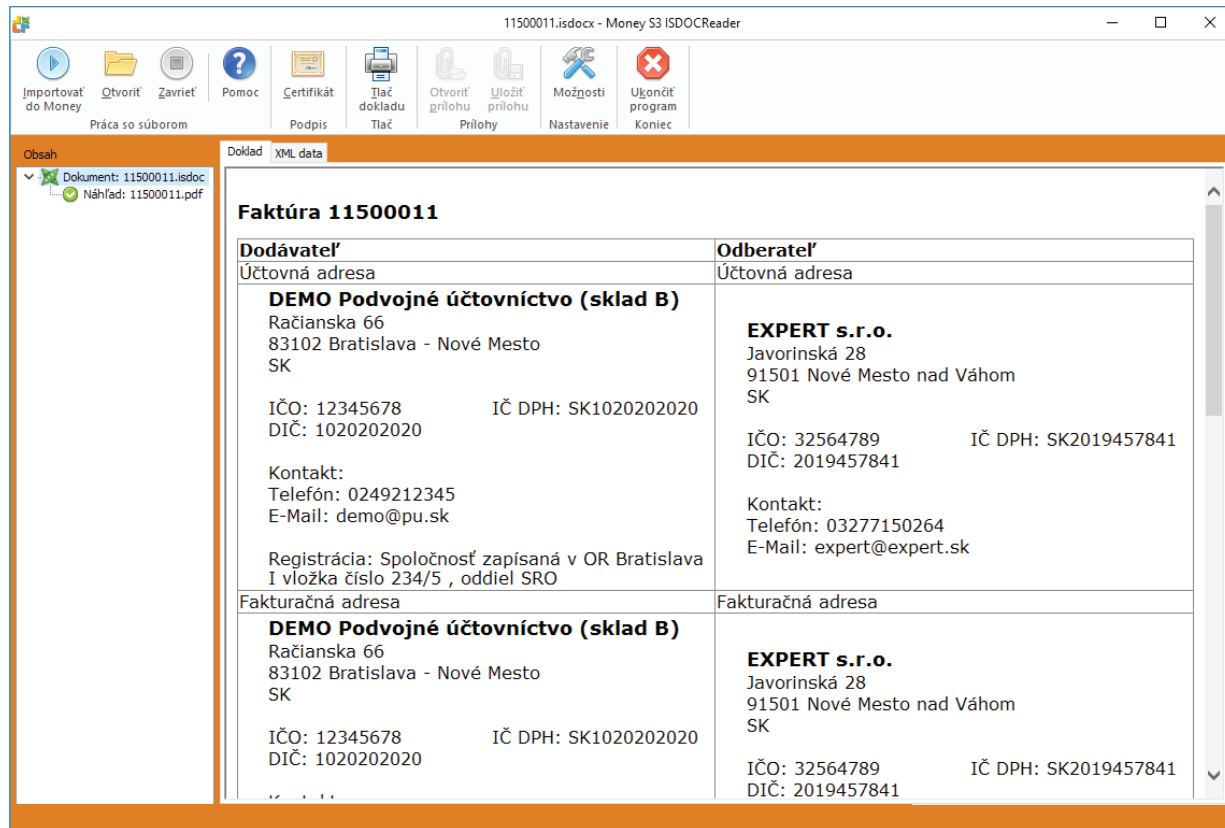 11500011.isdocx - Money S3 ISDOCReader
Importovať do Money
Otvoriť
Zavrieť
Práca so súborom
Pomoc
Certifikát
Podpis
Tlač dokladu
Tlač
Otvoriť prílohu
Uložiť prílohu
Prílohy
Možnosti
Nastavenie
Ukončiť program
Koniec
Obsah
Dokument: 11500011.isdoc
Náhľad: 11500011.pdf
Doklad
XML data
Faktúra 11500011
Dodávateľ
Účtovná adresa
DEMO Podvojné účtovníctvo (sklad B)
Račianska 66
83102 Bratislava - Nové Mesto
SK
IČO: 12345678 IČ DPH: SK1020202020
DIČ: 1020202020
Kontakt:
Telefón: 0249212345
E-Mail: demo@pu.sk
Registrácia: Spoločnosť zapísaná v OR Bratislava
I vložka číslo 234/5 , oddiel SRO
Odberateľ
Účtovná adresa
EXPERT s.r.o.
Javorinská 28
91501 Nové Mesto nad Váhom
SK
IČO: 32564789 IČ DPH: SK2019457841
DIČ: 2019457841
Kontakt:
Telefón: 03277150264
E-Mail: expert@expert.sk
Fakturačná adresa
DEMO Podvojné účtovníctvo (sklad B)
Račianska 66
83102 Bratislava - Nové Mesto
SK
IČO: 12345678 IČ DPH: SK1020202020
DIČ: 1020202020
Fakturačná adresa
EXPERT s.r.o.
Javorinská 28
91501 Nové Mesto nad Váhom
SK
IČO: 32564789 IČ DPH: SK2019457841
DIČ: 2019457841